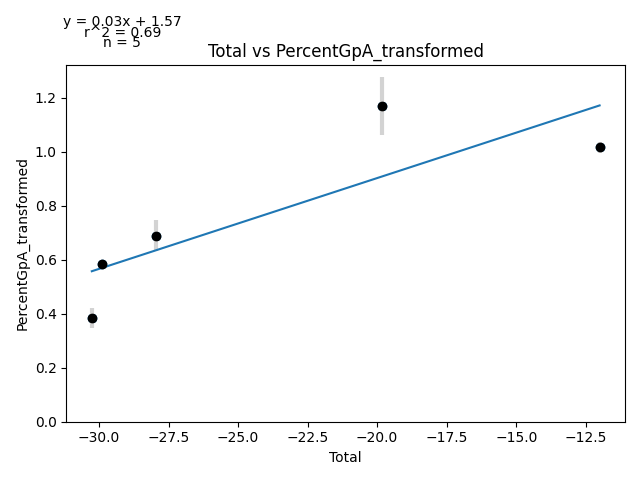 y = 0.03x + 1.57
r^2 = 0.69
n = 5
Total vs PercentGpA_transformed
1.2
1.0
0.8
0.6
0.4
0.2
0.0
PercentGpA_transformed
−30.0 −27.5 −25.0 −22.5 −20.0 −17.5 −15.0 −12.5
Total